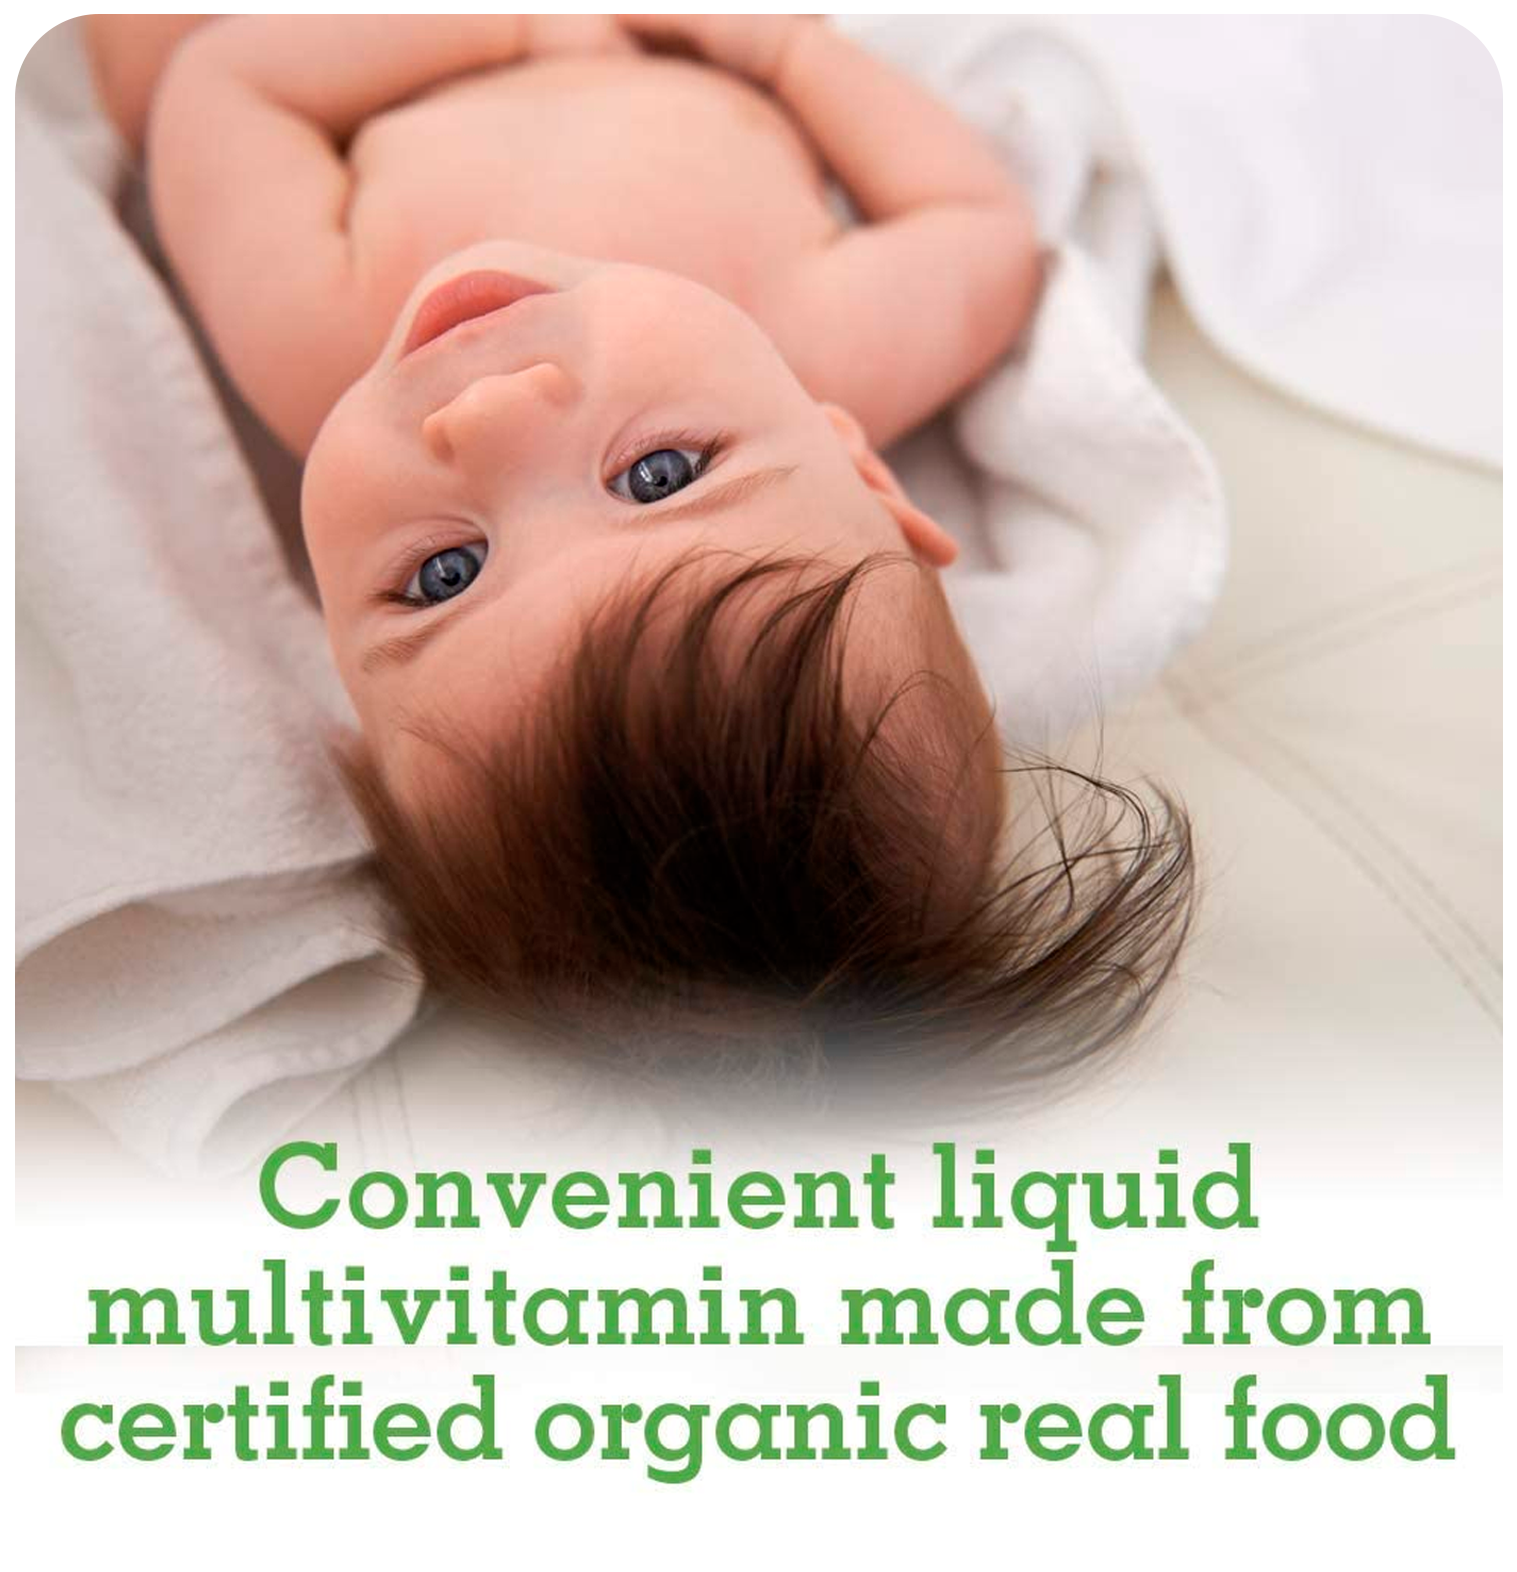 Convenient liquid
multivitamin made from
certified organic real food